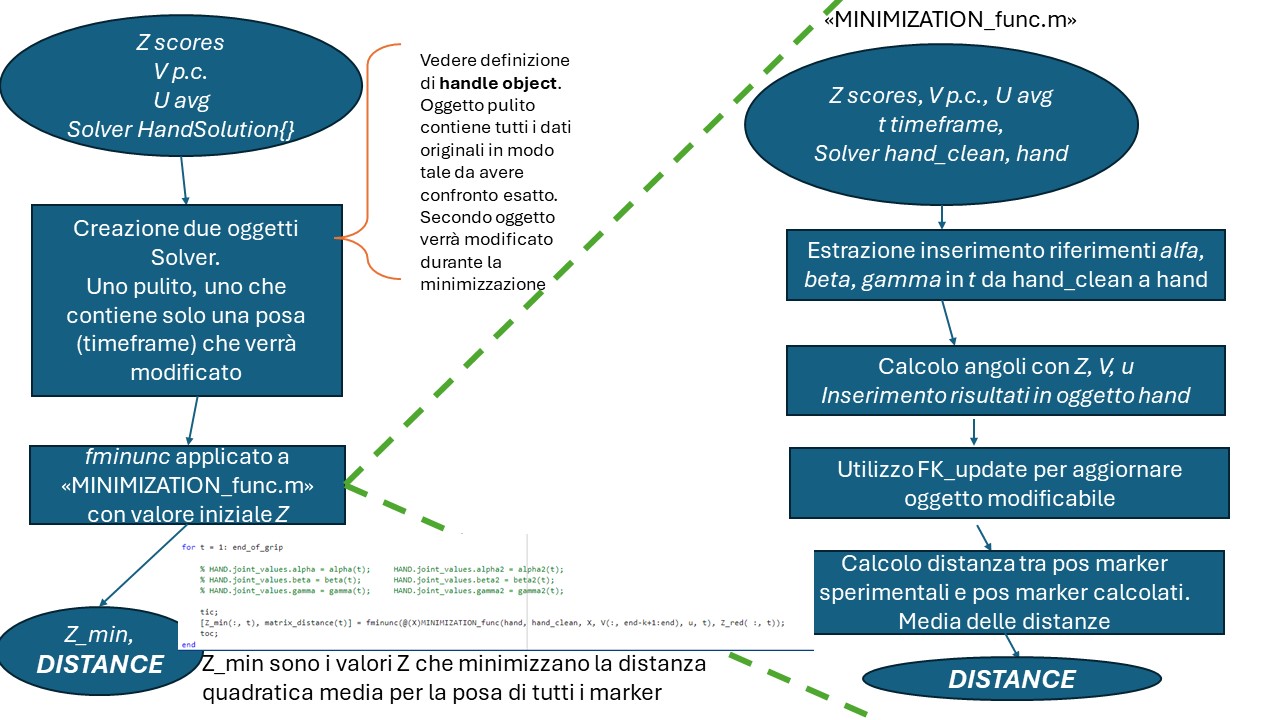 Z scores
V p.c.
U avg
Solver HandSolution{}
Creazione due oggetti
Solver.
Uno pulito, uno che
contiene solo una posa
(timeframe) che verrà
modificato
Vedere definizione
di handle object.
Oggetto pulito
contiene tutti i dati
originali in modo
tale da avere
confronto esatto.
Secondo oggetto
verrà modificato
durante la
minimizzazione
fminunc applicato a
«MINIMIZATION_func.m»
con valore iniziale Z
for t = 1: end_of_grip
% HAND.joint_values.alpha = alpha(t); HAND.joint_values.alpha2 = alpha2(t);
% HAND.joint_values.beta = beta(t); HAND.joint_values.beta2 = beta2(t);
% HAND.joint_values.gamma = gamma(t); HAND.joint_values.gamma2 = gamma2(t);
tic;
[Z_min(:, t), matrix_distance(t)] = fminunc(@(X)MINIMIZATION_func(hand, hand_clean, X, V(:, end-k+1:end), u, t), Z_red( :, t));
toc;
end
Z_min,
DISTANCE
Z_min sono i valori Z che minimizzano la distanza
quadratica media per la posa di tutti i marker
«MINIMIZATION_func.m»
Z scores, V p.c., U avg
t timeframe,
Solver hand_clean, hand
Estrazione inserimento riferimenti alfa,
beta, gamma in t da hand_clean a hand
Calcolo angoli con Z, V, u
Inserimento risultati in oggetto hand
Utilizzo FK_update per aggiornare
oggetto modificabile
Calcolo distanza tra pos marker
sperimentali e pos marker calcolati.
Media delle distanze
DISTANCE